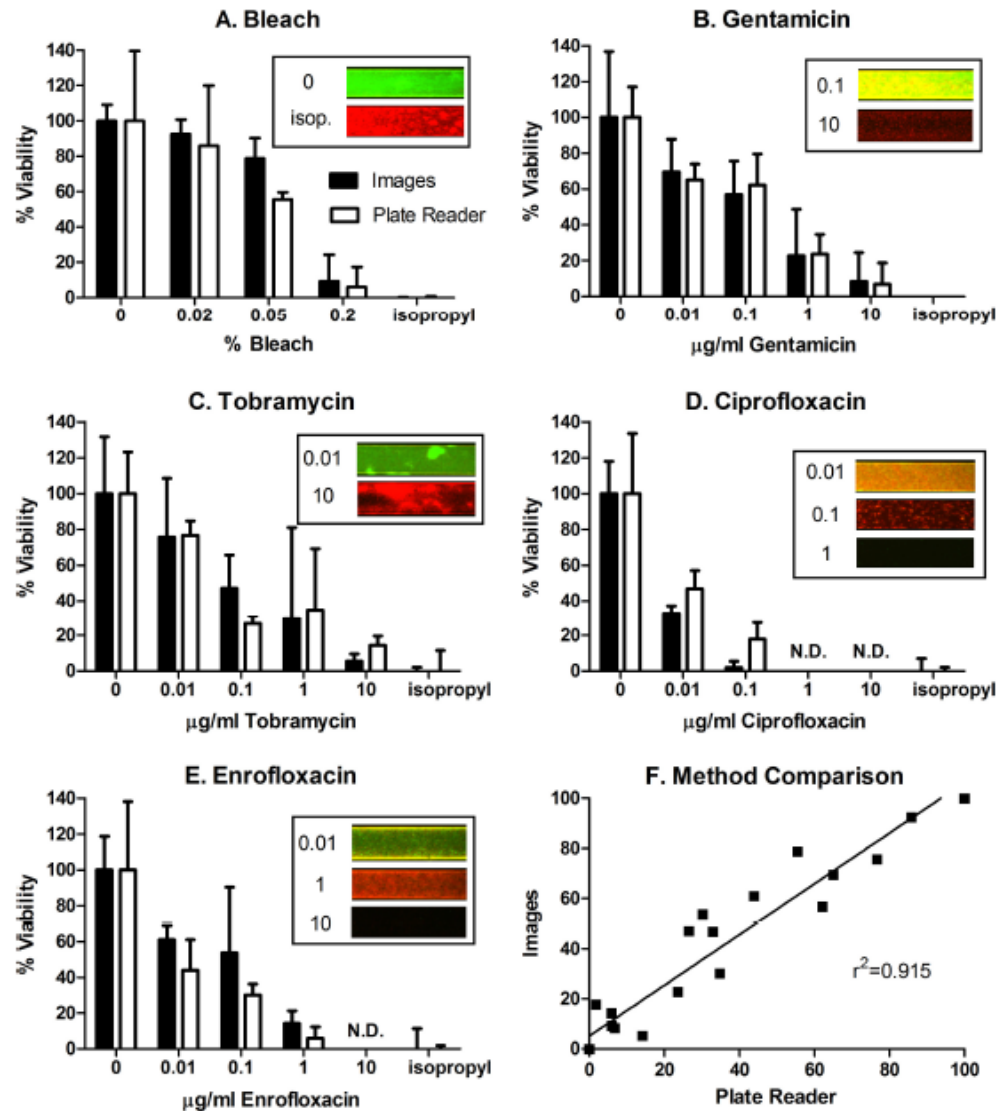 A. Bleach
140
120
100
80
60
40
20
0
% Viability
0
isop.
Images
Plate Reader
0 0.02 0.05 0.2 isopropyl
% Bleach
B. Gentamicin
140
120
100
80
60
40
20
0
% Viability
0.1
10
0 0.01 0.1 1 10 isopropyl
μg/ml Gentamicin
C. Tobramycin
140
120
100
80
60
40
20
0
% Viability
0.01
10
0 0.01 0.1 1 10 isopropyl
μg/ml Tobramycin
D. Ciprofloxacin
140
120
100
80
60
40
20
0
% Viability
0.01
0.1
1
N.D. N.D.
0 0.01 0.1 1 10 isopropyl
μg/ml Ciprofloxacin
E. Enrofloxacin
140
120
100
80
60
40
20
0
% Viability
0.01
1
10
N.D.
0 0.01 0.1 1 10 isopropyl
μg/ml Enrofloxacin
F. Method Comparison
100
80
60
40
20
0
Images
r²=0.915
0 20 40 60 80 100
Plate Reader